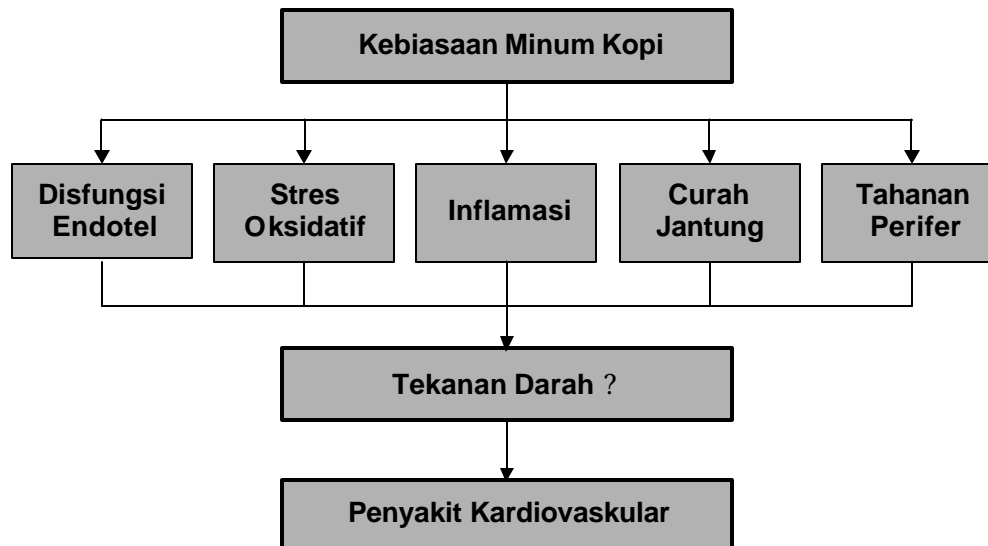 Kebiasaan Minum Kopi
Disfungsi
Endotel
Stres
Oksidatif
Inflamasi
Curah
Jantung
Tahanan
Perifer
Tekanan Darah ?
Penyakit Kardiovaskular